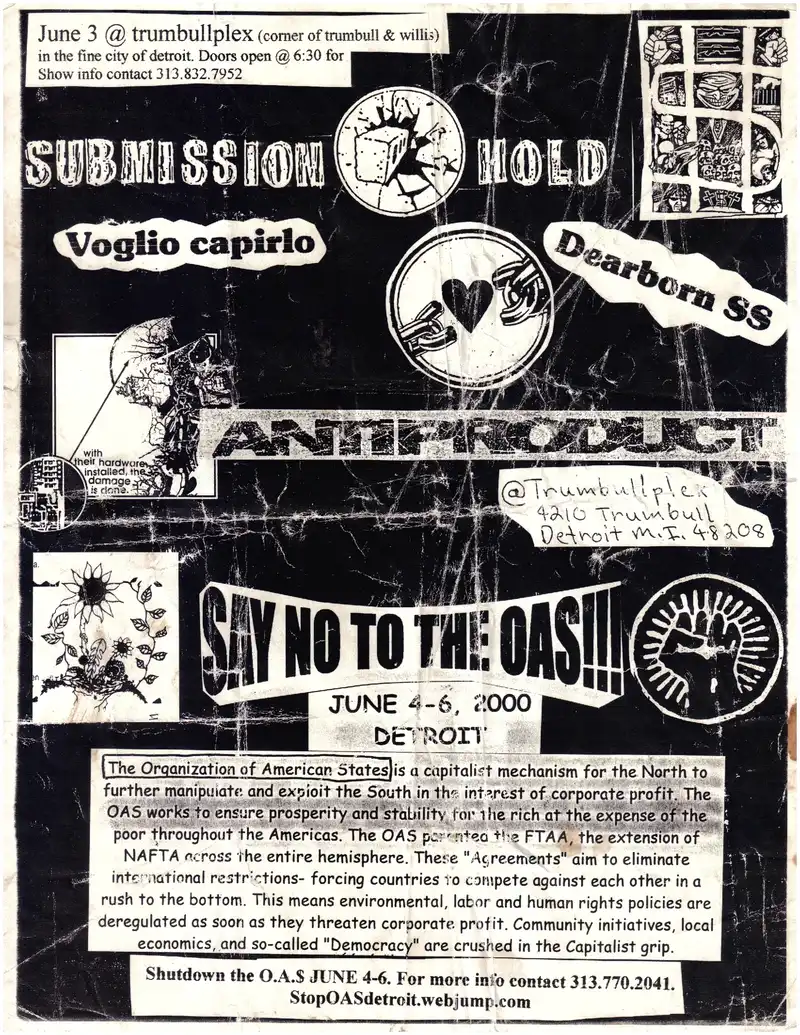 June 3 @ trumbullplex (corner of trumbull & willis)
in the fine city of detroit. Doors open @ 6:30 for
Show info contact 313.832.7952
SUBMISSION HOLD
Voglio capirlo
Dearborn SS
ANTIPRODUCT
with
their hardware
installed, the
damage
is done.
@Trumbullplex
4210 Trumbull
Detroit M.I. 48208
SAY NO TO THE OAS!!!
JUNE 4-6, 2000
DETROIT
The Organization of American States is a capitalist mechanism for the North to
further manipulate and exploit the South in the interest of corporate profit. The
OAS works to ensure prosperity and stability for the rich at the expense of the
poor throughout the Americas. The OAS parented the FTAA, the extension of
NAFTA across the entire hemisphere. These "Agreements" aim to eliminate
international restrictions- forcing countries to compete against each other in a
rush to the bottom. This means environmental, labor and human rights policies are
deregulated as soon as they threaten corporate profit. Community initiatives, local
economics, and so-called "Democracy" are crushed in the Capitalist grip.
Shutdown the O.A.$ JUNE 4-6. For more info contact 313.770.2041.
StopOASdetroit.webjump.com